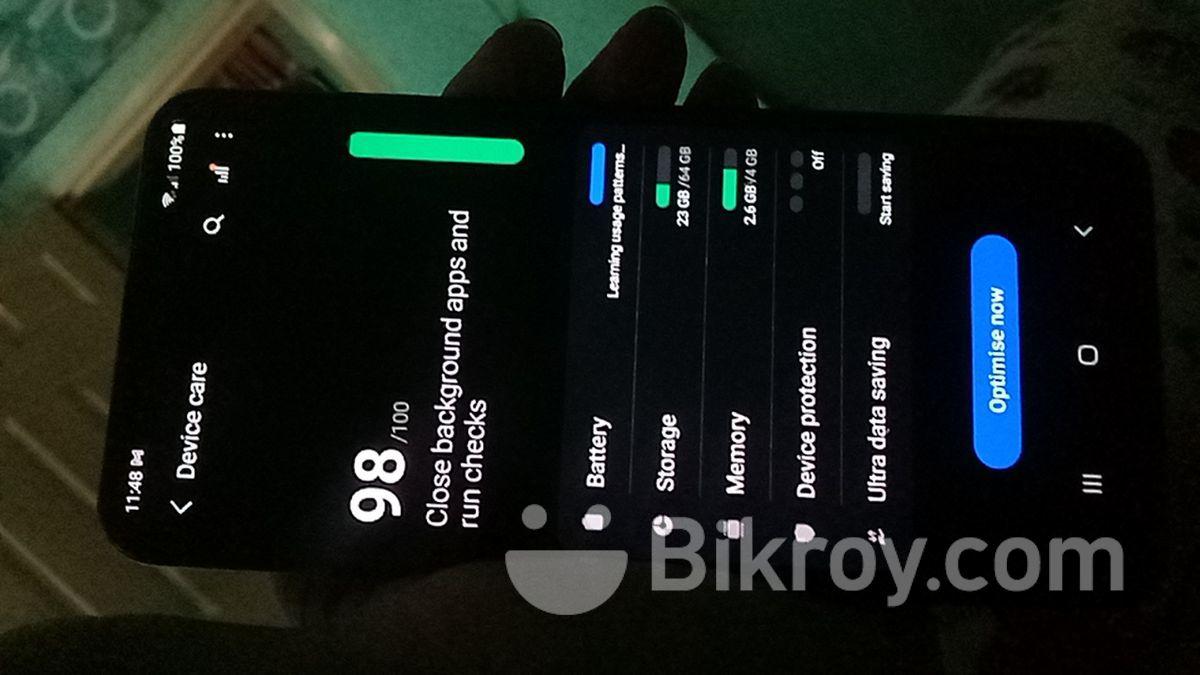 11:48
100%
Device care
98/100
Close background apps and
run checks
Battery
Learning usage patterns...
Storage
23 GB/64 GB
Memory
2.6 GB/4 GB
Device protection
Off
Ultra data saving
Start saving
Optimise now
Bikroy.com